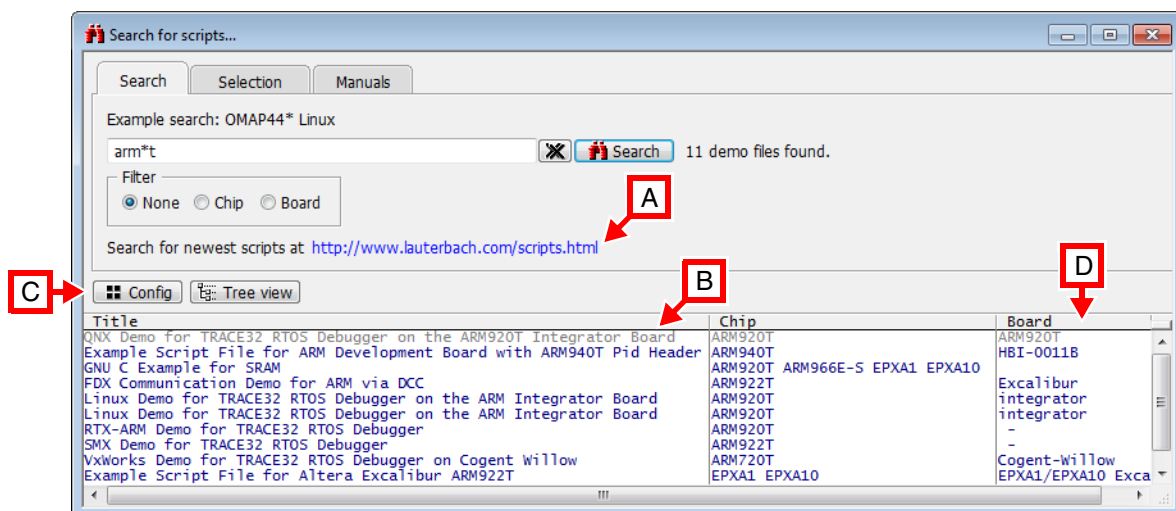 Search for scripts...
Search Selection Manuals
Example search: OMAP44* Linux
arm*t Search 11 demo files found.
Filter
None Chip Board
A
Search for newest scripts at http://www.lauterbach.com/scripts.html
B
D
C
Config Tree view
Title Chip Board
QNX Demo for TRACE32 RTOS Debugger on the ARM920T Integrator Board ARM920T ARM920T
Example Script File for ARM Development Board with ARM940T Pid Header ARM940T HBI-0011B
GNU C Example for SRAM ARM920T ARM966E-S EPXA1 EPXA10
FDX Communication Demo for ARM via DCC ARM922T Excalibur
Linux Demo for TRACE32 RTOS Debugger on the ARM Integrator Board ARM920T integrator
Linux Demo for TRACE32 RTOS Debugger on the ARM Integrator Board ARM920T integrator
RTX-ARM Demo for TRACE32 RTOS Debugger ARM920T -
SMX Demo for TRACE32 RTOS Debugger ARM922T -
VxWorks Demo for TRACE32 RTOS Debugger on Cogent Willow ARM720T Cogent-Willow
Example Script File for Altera Excalibur ARM922T EPXA1 EPXA10 EPXA1/EPXA10 Exca